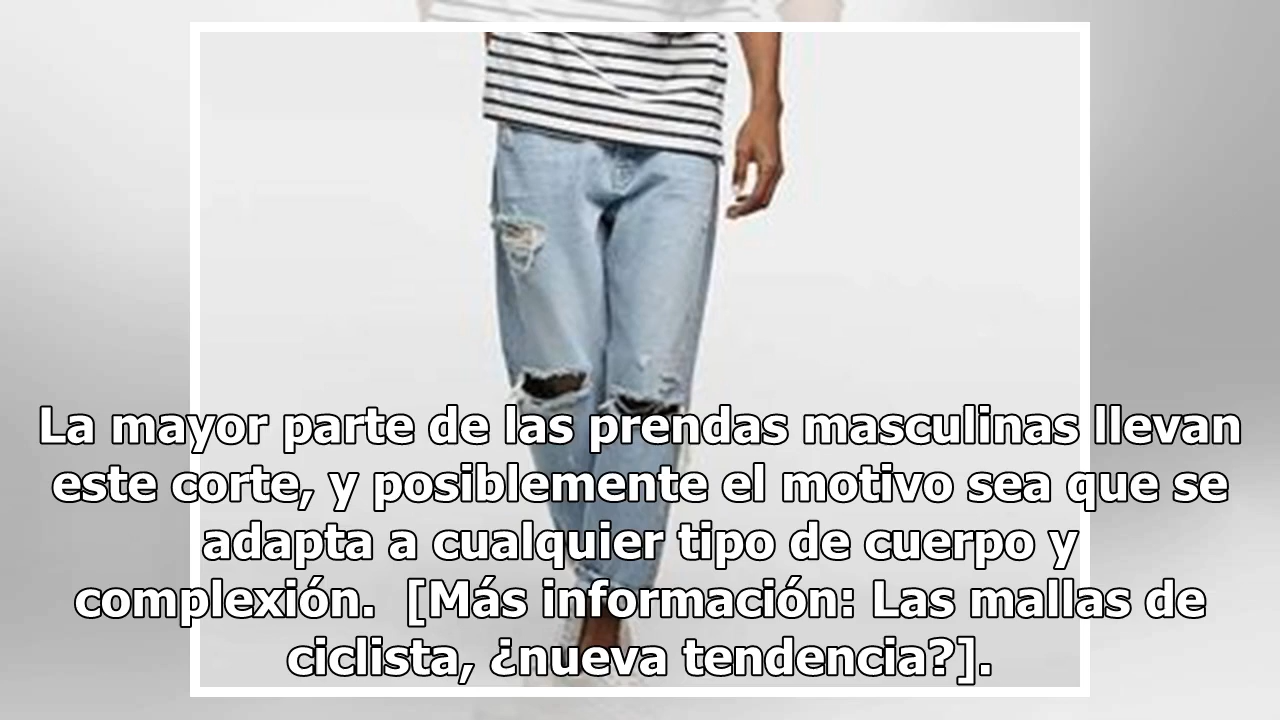 La mayor parte de las prendas masculinas llevan
este corte, y posiblemente el motivo sea que se
adapta a cualquier tipo de cuerpo y
complexión.  [Más información: Las mallas de
ciclista, ¿nueva tendencia?].